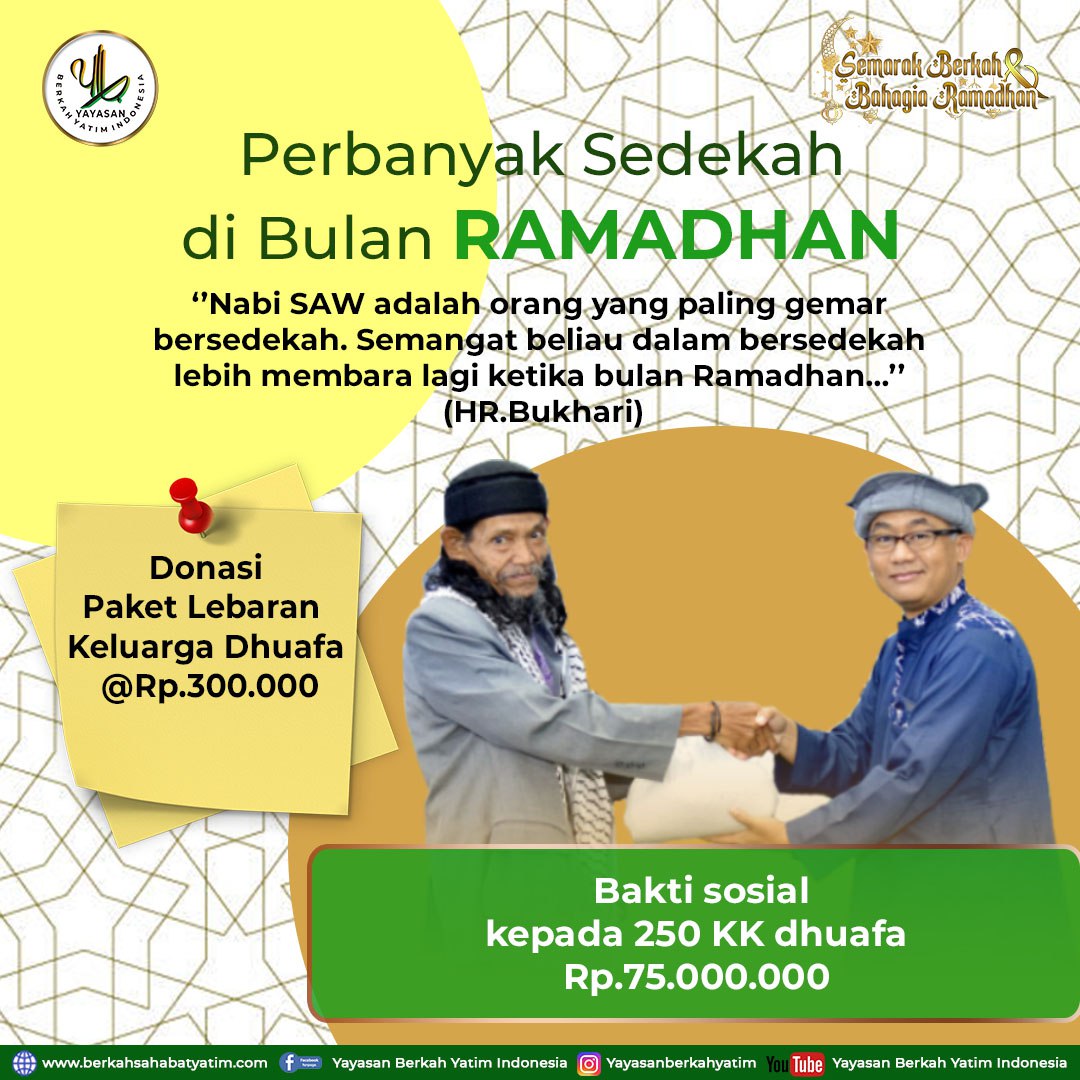 YAYASAN
BERKAH YATIM INDONESIA
Semarak Berkah &
Bahagia Ramadhan
Perbanyak Sedekah
di Bulan RAMADHAN
‘’Nabi SAW adalah orang yang paling gemar
bersedekah. Semangat beliau dalam bersedekah
lebih membara lagi ketika bulan Ramadhan...’’
(HR.Bukhari)
Donasi
Paket Lebaran
Keluarga Dhuafa
@Rp.300.000
Bakti sosial
kepada 250 KK dhuafa
Rp.75.000.000
www.berkahsahabatyatim.com Facebook Yayasan Berkah Yatim Indonesia Yayasanberkahyatim YouTube Yayasan Berkah Yatim Indonesia